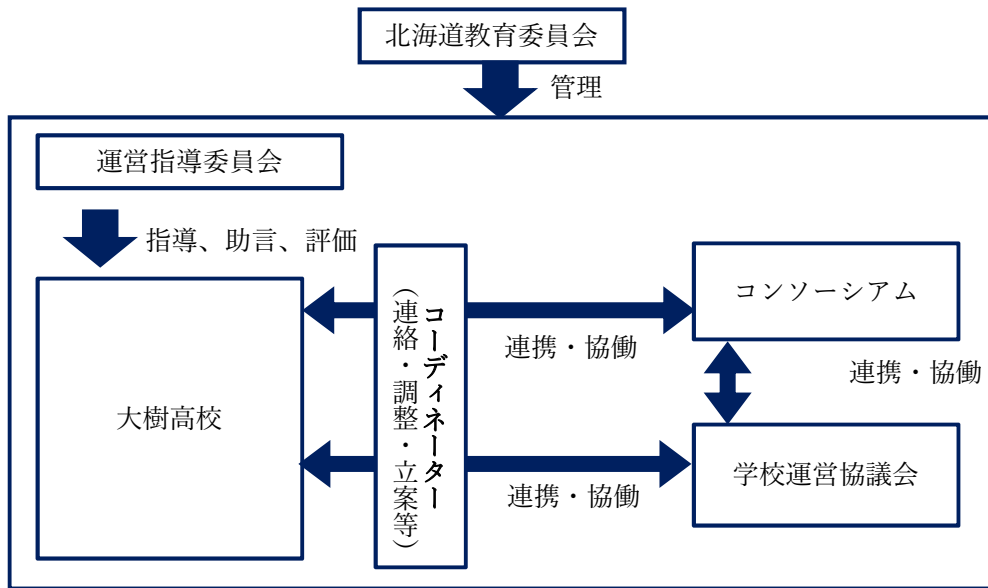 北海道教育委員会
管理
運営指導委員会
指導、助言、評価
大樹高校
コーディネーター
（連絡・調整・立案等）
コンソーシアム
連携・協働
連携・協働
学校運営協議会
連携・協働